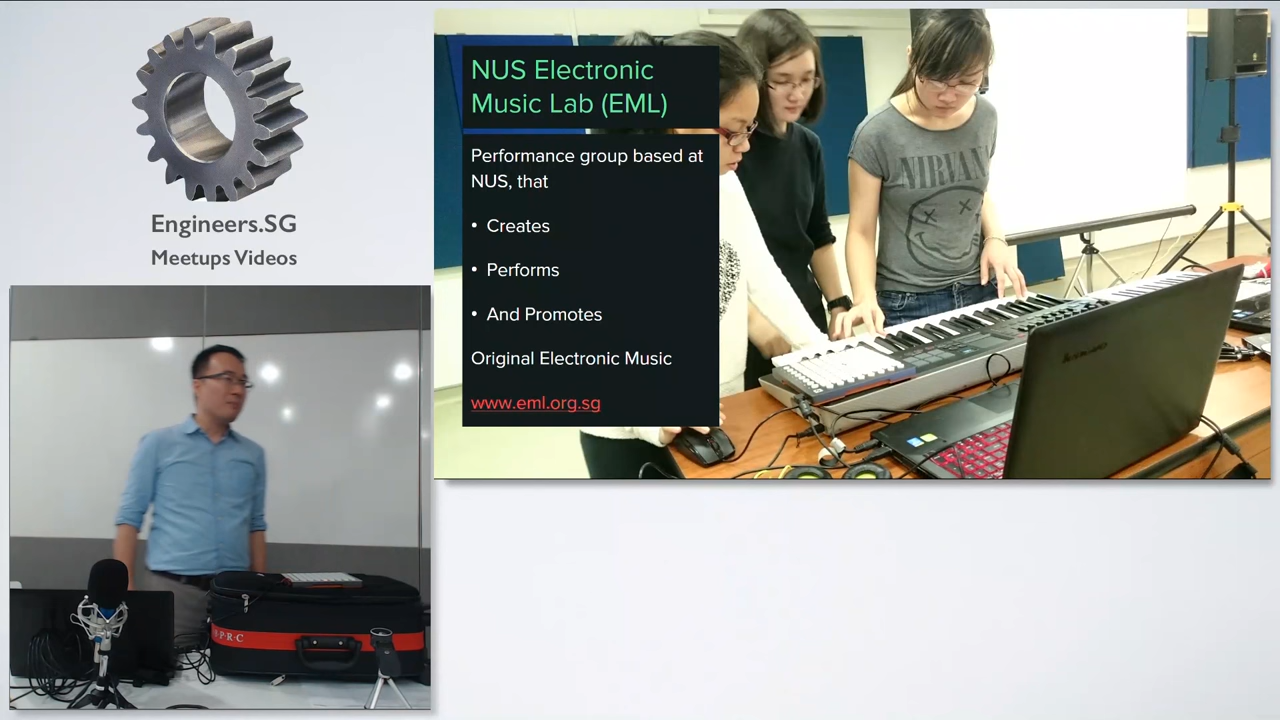 Engineers.SG
Meetups Videos
NUS Electronic
Music Lab (EML)
Performance group based at
NUS, that
• Creates
• Performs
• And Promotes
Original Electronic Music
www.eml.org.sg
NIRVANA
Lenovo
P·R·C